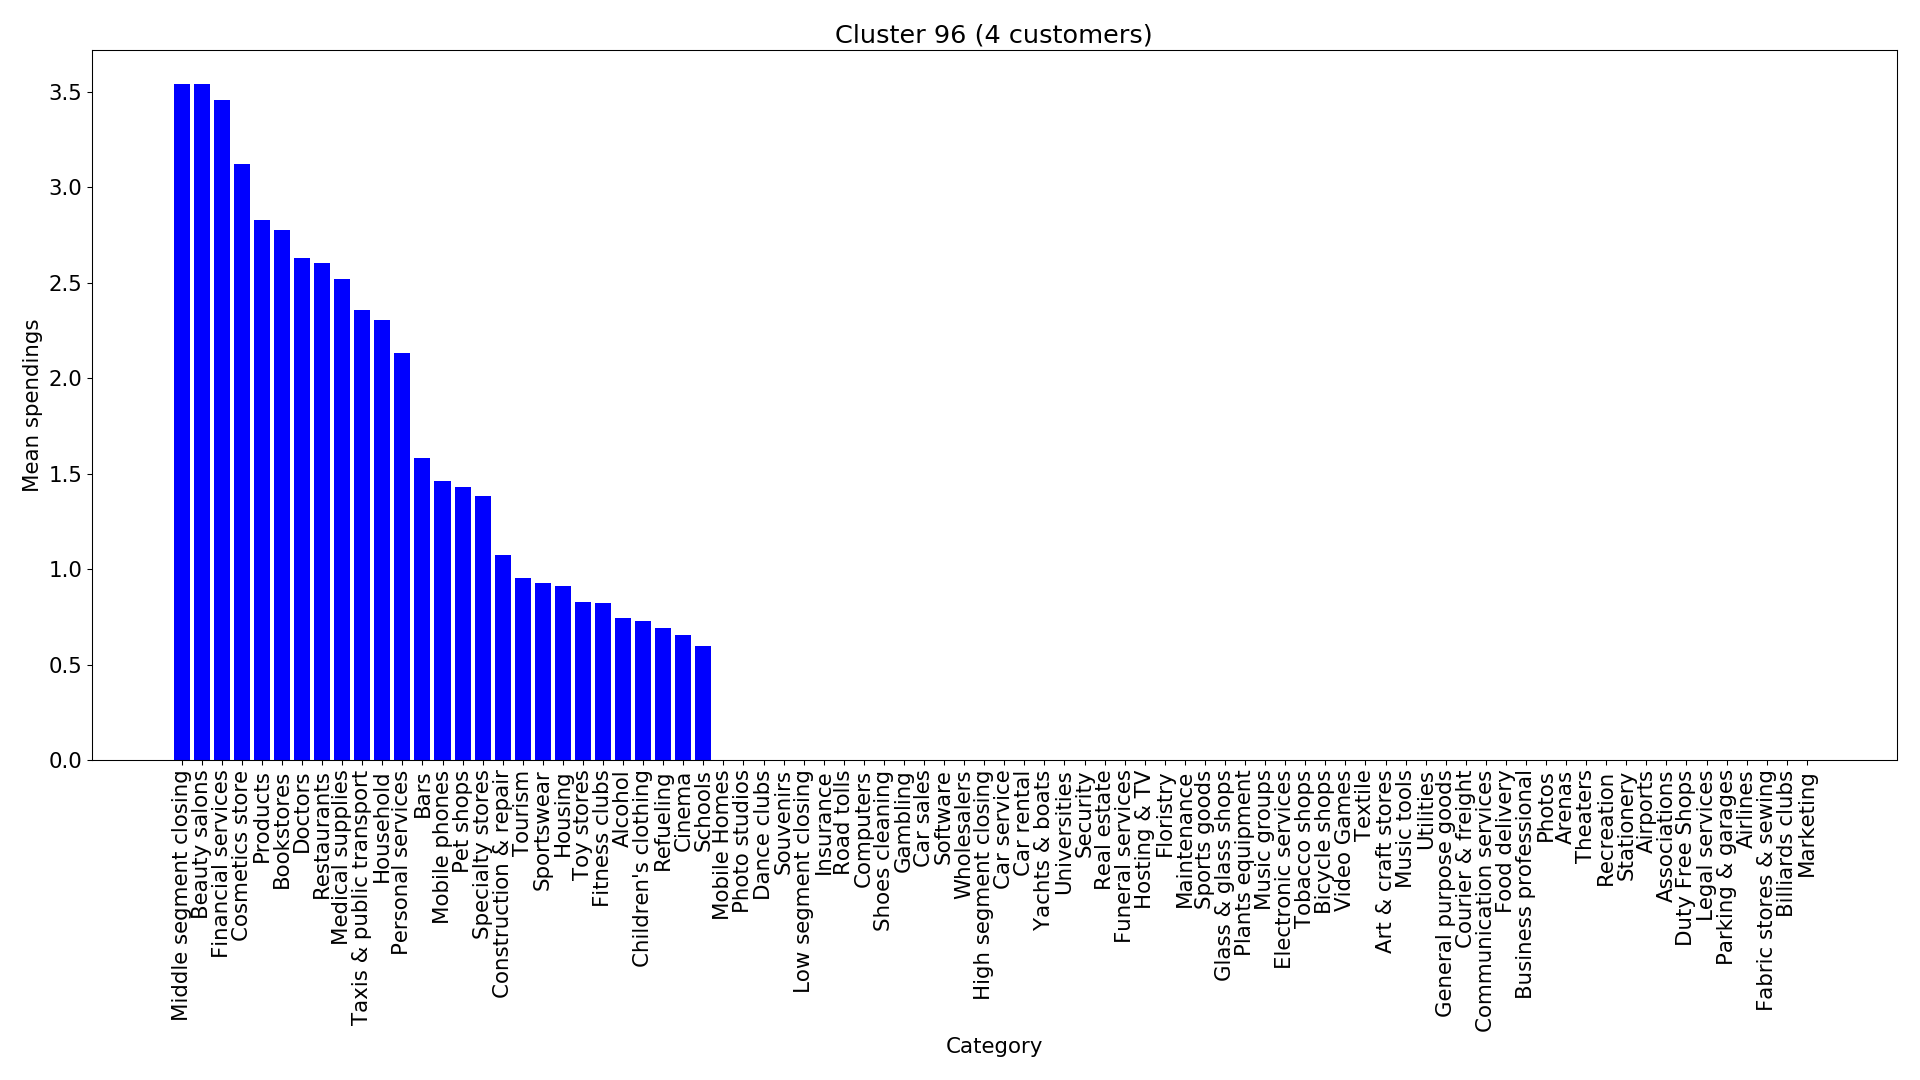 Cluster 96 (4 customers)
Mean spendings
3.5
3.0
2.5
2.0
1.5
1.0
0.5
0.0
Middle segment closing
Beauty salons
Financial services
Cosmetics store
Products
Bookstores
Doctors
Restaurants
Medical supplies
Taxis & public transport
Household
Personal services
Bars
Mobile phones
Pet shops
Specialty stores
Construction & repair
Tourism
Sportswear
Housing
Toy stores
Fitness clubs
Alcohol
Children's clothing
Refueling
Cinema
Schools
Mobile Homes
Photo studios
Dance clubs
Souvenirs
Low segment closing
Insurance
Road tolls
Computers
Shoes cleaning
Gambling
Car sales
Software
Wholesalers
High segment closing
Car service
Car rental
Yachts & boats
Universities
Security
Real estate
Funeral services
Hosting & TV
Floristry
Maintenance
Sports goods
Glass & glass shops
Plants equipment
Music groups
Electronic services
Tobacco shops
Bicycle shops
Video Games
Textile
Art & craft stores
Music tools
Utilities
General purpose goods
Courier & freight
Communication services
Food delivery
Business professional
Photos
Arenas
Theaters
Recreation
Stationery
Airports
Associations
Duty Free Shops
Legal services
Parking & garages
Airlines
Fabric stores & sewing
Billiards clubs
Marketing
Category